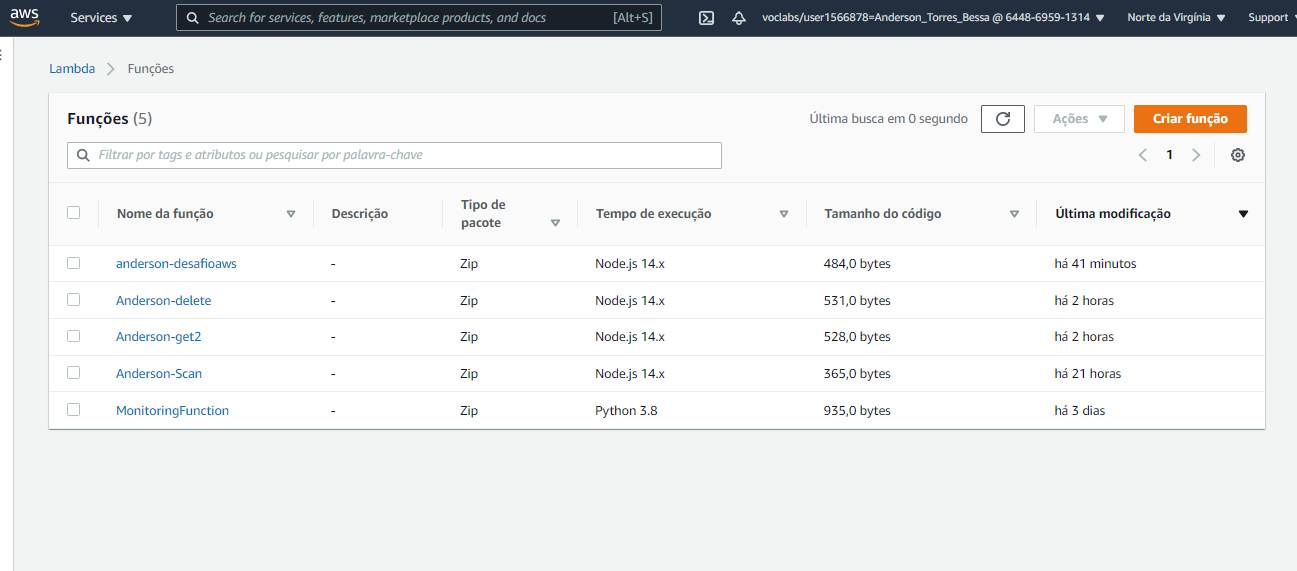 aws Services Search for services, features, marketplace products, and docs [Alt+S] voclabs/user1566878=Anderson_Torres_Bessa @ 6448-6959-1314 Norte da Virgínia Support
Lambda Funções
Funções (5) Última busca em 0 segundo Ações Criar função
Filtrar por tags e atributos ou pesquisar por palavra-chave 1
Nome da função Descrição Tipo de pacote Tempo de execução Tamanho do código Última modificação
anderson-desafioaws - Zip Node.js 14.x 484,0 bytes há 41 minutos
Anderson-delete - Zip Node.js 14.x 531,0 bytes há 2 horas
Anderson-get2 - Zip Node.js 14.x 528,0 bytes há 2 horas
Anderson-Scan - Zip Node.js 14.x 365,0 bytes há 21 horas
MonitoringFunction - Zip Python 3.8 935,0 bytes há 3 dias